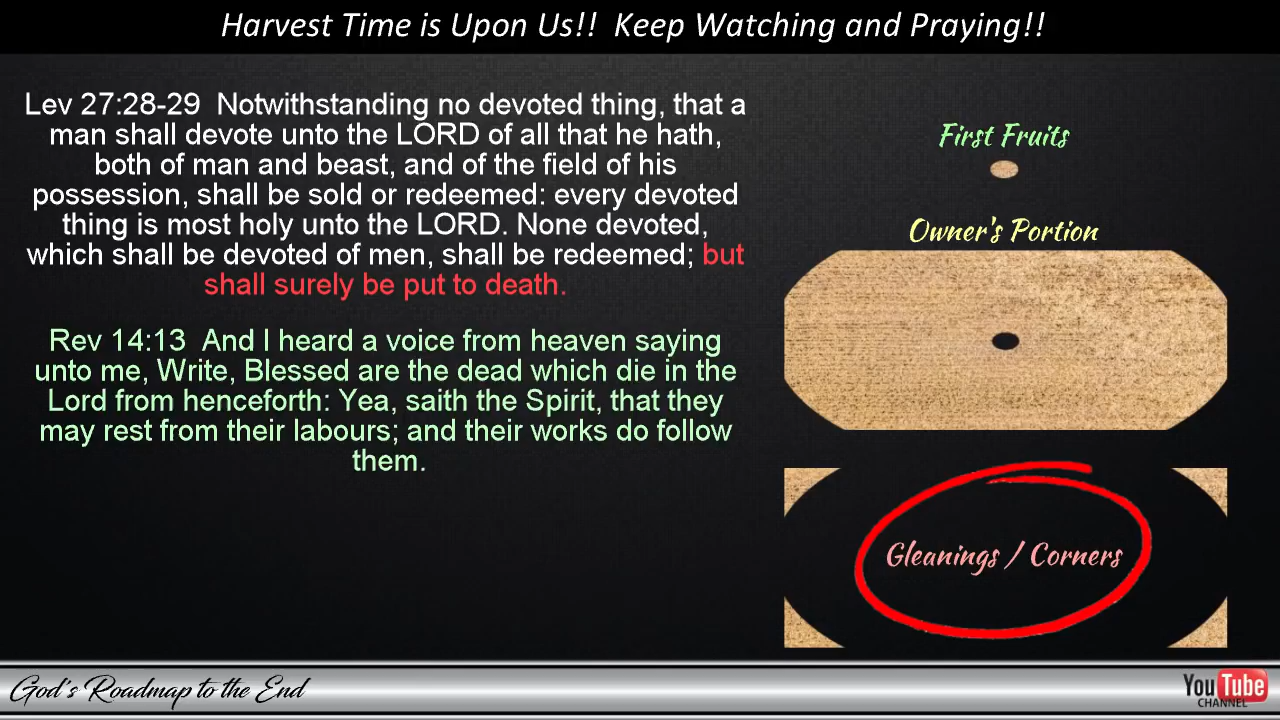 Harvest Time is Upon Us!!  Keep Watching and Praying!!
Lev 27:28-29  Notwithstanding no devoted thing, that a
man shall devote unto the LORD of all that he hath,
both of man and beast, and of the field of his
possession, shall be sold or redeemed: every devoted
thing is most holy unto the LORD. None devoted,
which shall be devoted of men, shall be redeemed; but
shall surely be put to death.
Rev 14:13  And I heard a voice from heaven saying
unto me, Write, Blessed are the dead which die in the
Lord from henceforth: Yea, saith the Spirit, that they
may rest from their labours; and their works do follow
them.
First Fruits
Owner's Portion
Gleanings / Corners
God's Roadmap to the End
YouTube
CHANNEL